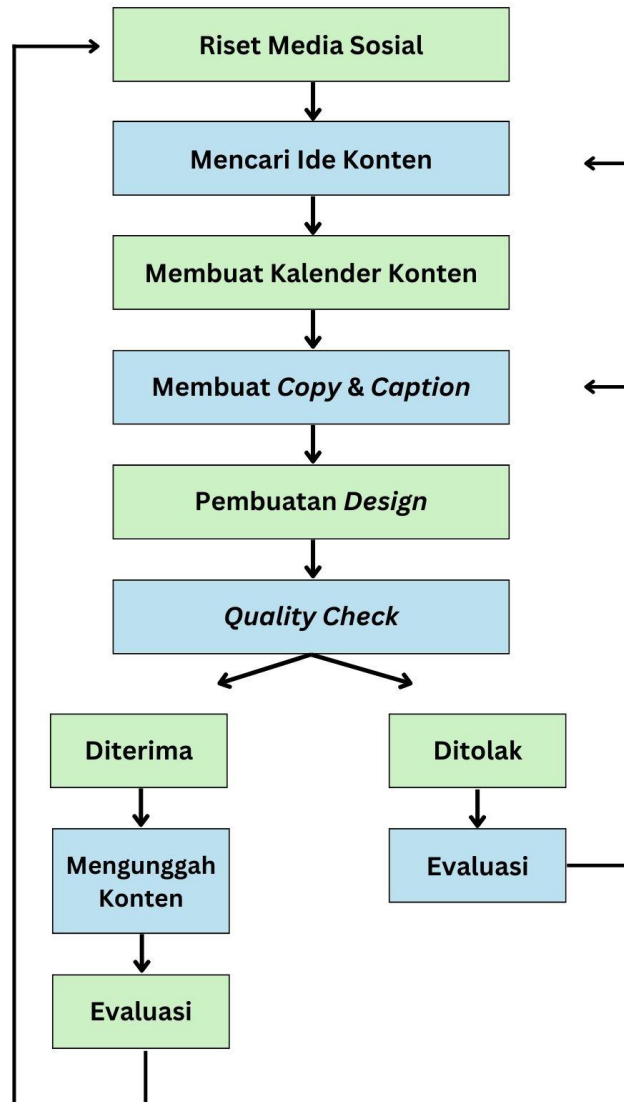 Riset Media Sosial
Mencari Ide Konten
Membuat Kalender Konten
Membuat Copy & Caption
Pembuatan Design
Quality Check
Diterima
Ditolak
Mengunggah
Konten
Evaluasi
Evaluasi